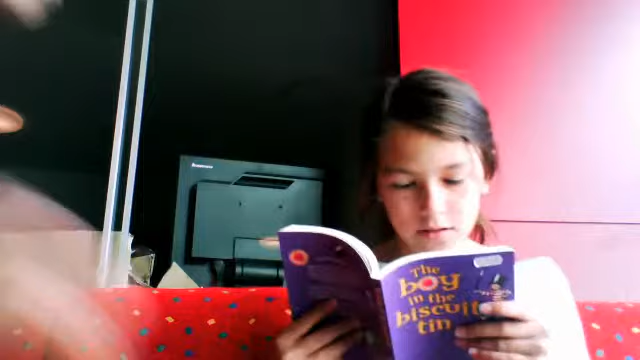 The
boy
in the
biscuit
tin